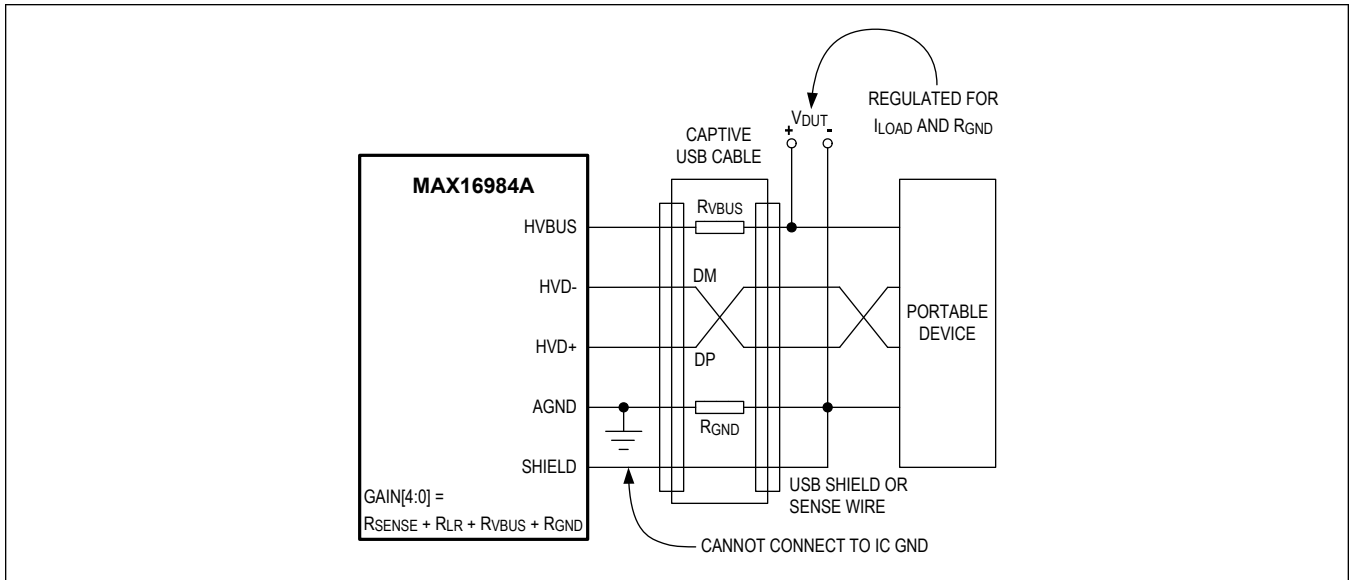 REGULATED FOR
ILOAD AND RGND
VDUT
+ -
CAPTIVE
USB CABLE
MAX16984A
HVBUS
RVBUS
HVD-
DM
HVD+
DP
PORTABLE
DEVICE
AGND
RGND
SHIELD
USB SHIELD OR
SENSE WIRE
GAIN[4:0] =
RSENSE + RLR + RVBUS + RGND
CANNOT CONNECT TO IC GND